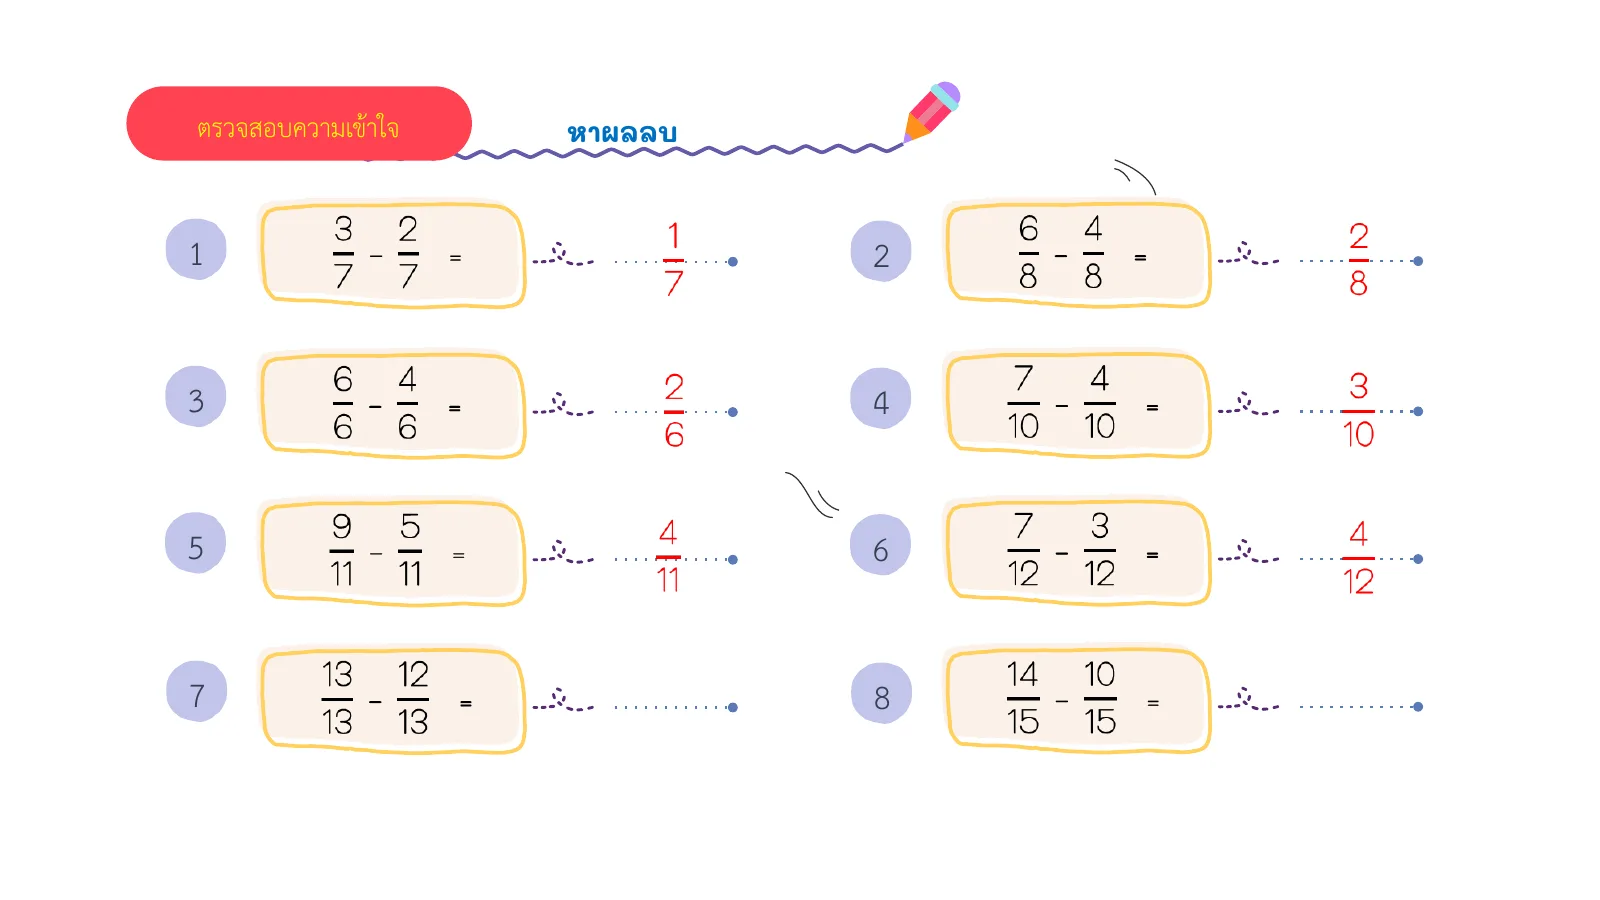 ตรวจสอบความเข้าใจ
หาผลลบ
1 3/7 - 2/7 = 1/7
2 6/8 - 4/8 = 2/8
3 6/6 - 4/6 = 2/6
4 7/10 - 4/10 = 3/10
5 9/11 - 5/11 = 4/11
6 7/12 - 3/12 = 4/12
7 13/13 - 12/13 =
8 14/15 - 10/15 =